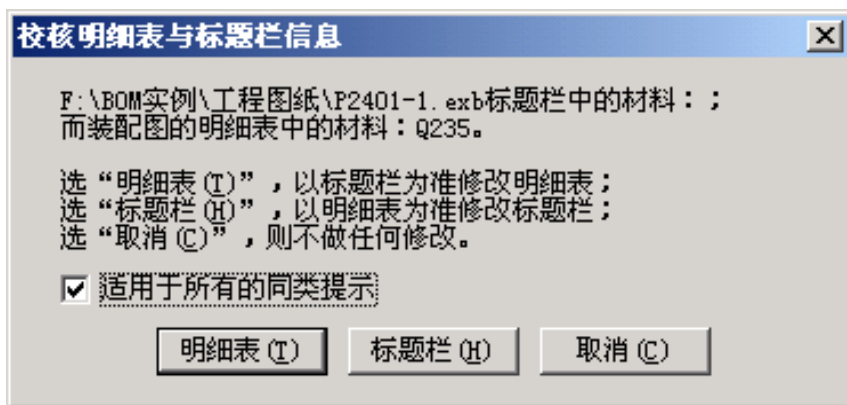 校核明细表与标题栏信息
F:\BOM实例\工程图纸\P2401-1.exb标题栏中的材料：；
而装配图的明细表中的材料：Q235。
选“明细表(T)”，以标题栏为准修改明细表；
选“标题栏(H)”，以明细表为准修改标题栏；
选“取消(C)”，则不做任何修改。
适用于所有的同类提示
明细表(T) 标题栏(H) 取消(C)